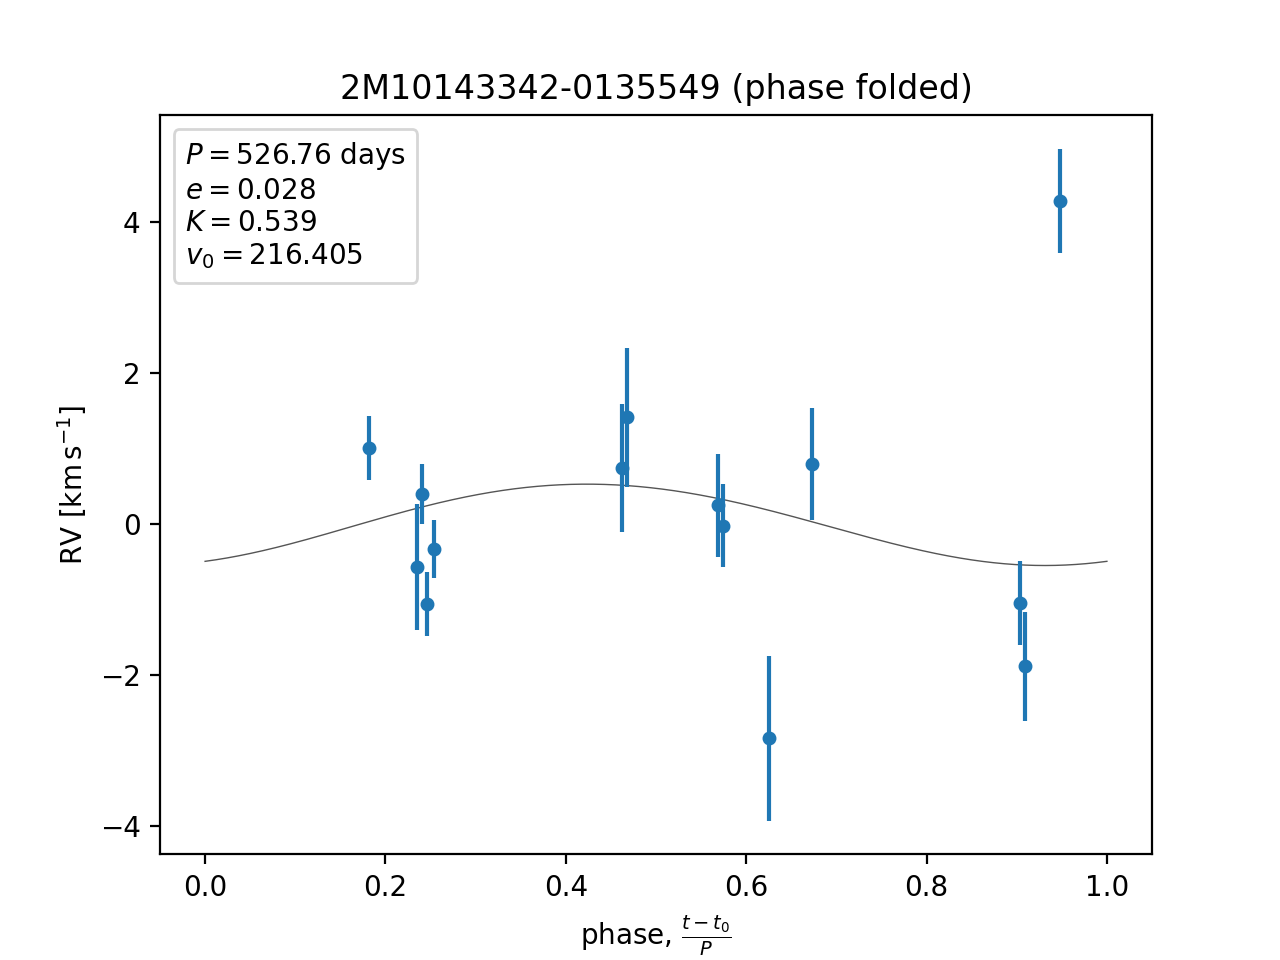 2M10143342-0135549 (phase folded)
P = 526.76 days
e = 0.028
K = 0.539
v₀ = 216.405
4
2
0
−2
−4
RV [km s⁻¹]
0.0 0.2 0.4 0.6 0.8 1.0
phase, (t − t₀)/P